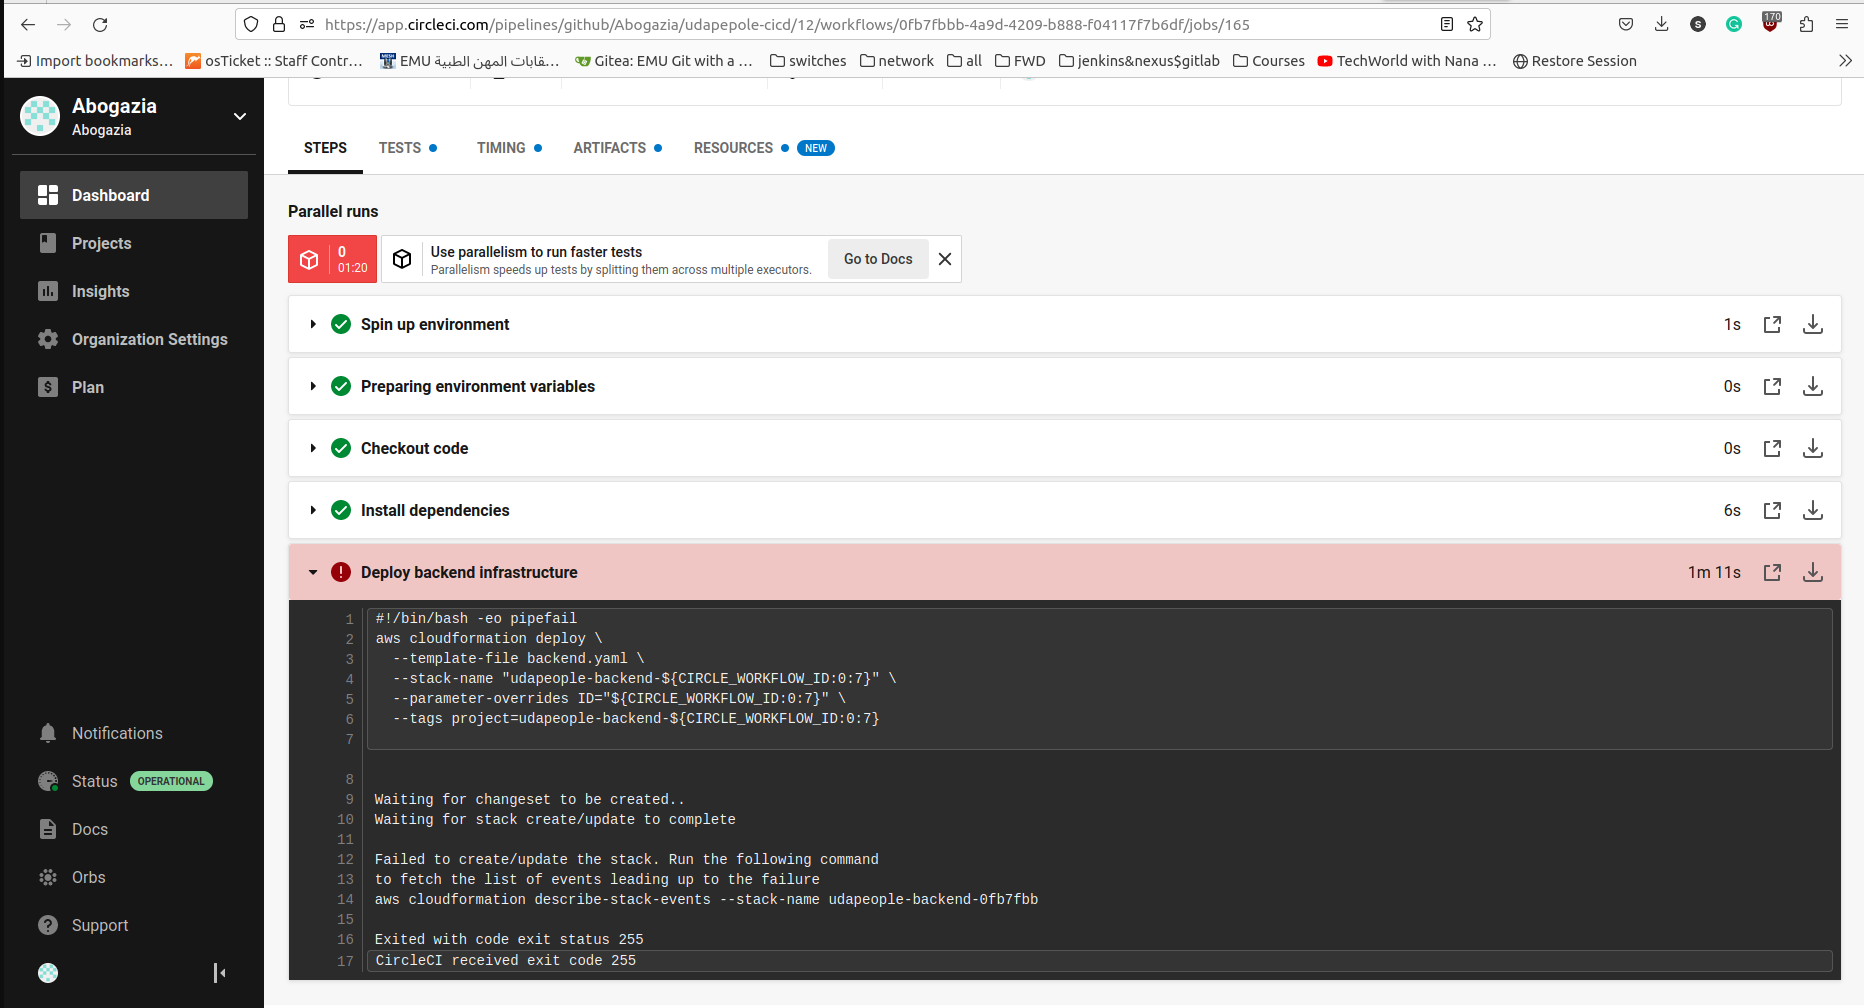 https://app.circleci.com/pipelines/github/Abogazia/udapepole-cicd/12/workflows/0fb7fbbb-4a9d-4209-b888-f04117f7b6df/jobs/165
170
Import bookmarks... osTicket :: Staff Contr... EMU قابات المهن الطبية... Gitea: EMU Git with a ... switches network all FWD jenkins&nexus$gitlab Courses TechWorld with Nana ... Restore Session
Abogazia
Abogazia
Dashboard
Projects
Insights
Organization Settings
Plan
Notifications
Status OPERATIONAL
Docs
Orbs
Support
STEPS TESTS TIMING ARTIFACTS RESOURCES NEW
Parallel runs
0
01:20
Use parallelism to run faster tests
Parallelism speeds up tests by splitting them across multiple executors.
Go to Docs
Spin up environment 1s
Preparing environment variables 0s
Checkout code 0s
Install dependencies 6s
Deploy backend infrastructure 1m 11s
1 #!/bin/bash -eo pipefail
2 aws cloudformation deploy \
3 --template-file backend.yaml \
4 --stack-name "udapeople-backend-${CIRCLE_WORKFLOW_ID:0:7}" \
5 --parameter-overrides ID="${CIRCLE_WORKFLOW_ID:0:7}" \
6 --tags project=udapeople-backend-${CIRCLE_WORKFLOW_ID:0:7}
7
8
9 Waiting for changeset to be created..
10 Waiting for stack create/update to complete
11
12 Failed to create/update the stack. Run the following command
13 to fetch the list of events leading up to the failure
14 aws cloudformation describe-stack-events --stack-name udapeople-backend-0fb7fbb
15
16 Exited with code exit status 255
17 CircleCI received exit code 255